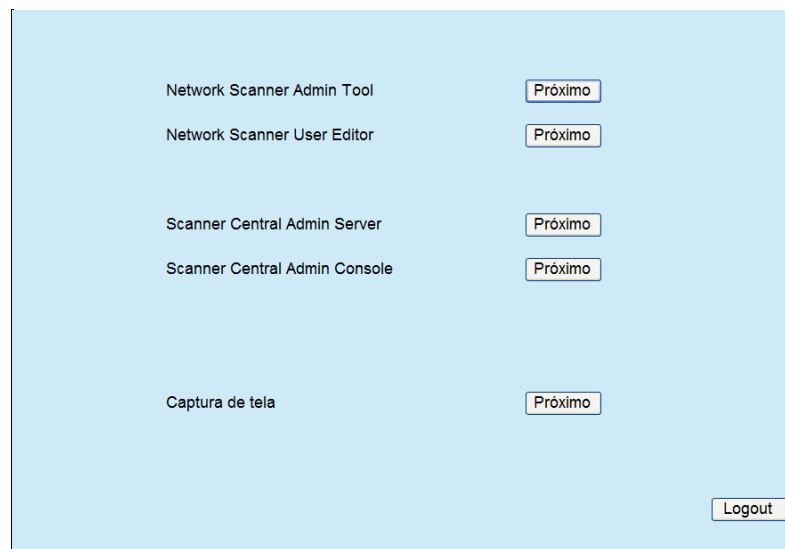 Network Scanner Admin Tool Próximo
Network Scanner User Editor Próximo
Scanner Central Admin Server Próximo
Scanner Central Admin Console Próximo
Captura de tela Próximo
Logout